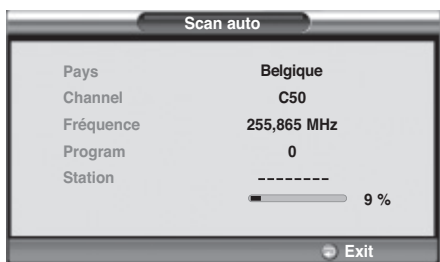 Scan auto
Pays Belgique
Channel C50
Fréquence 255,865 MHz
Program 0
Station --------
9 %
Exit